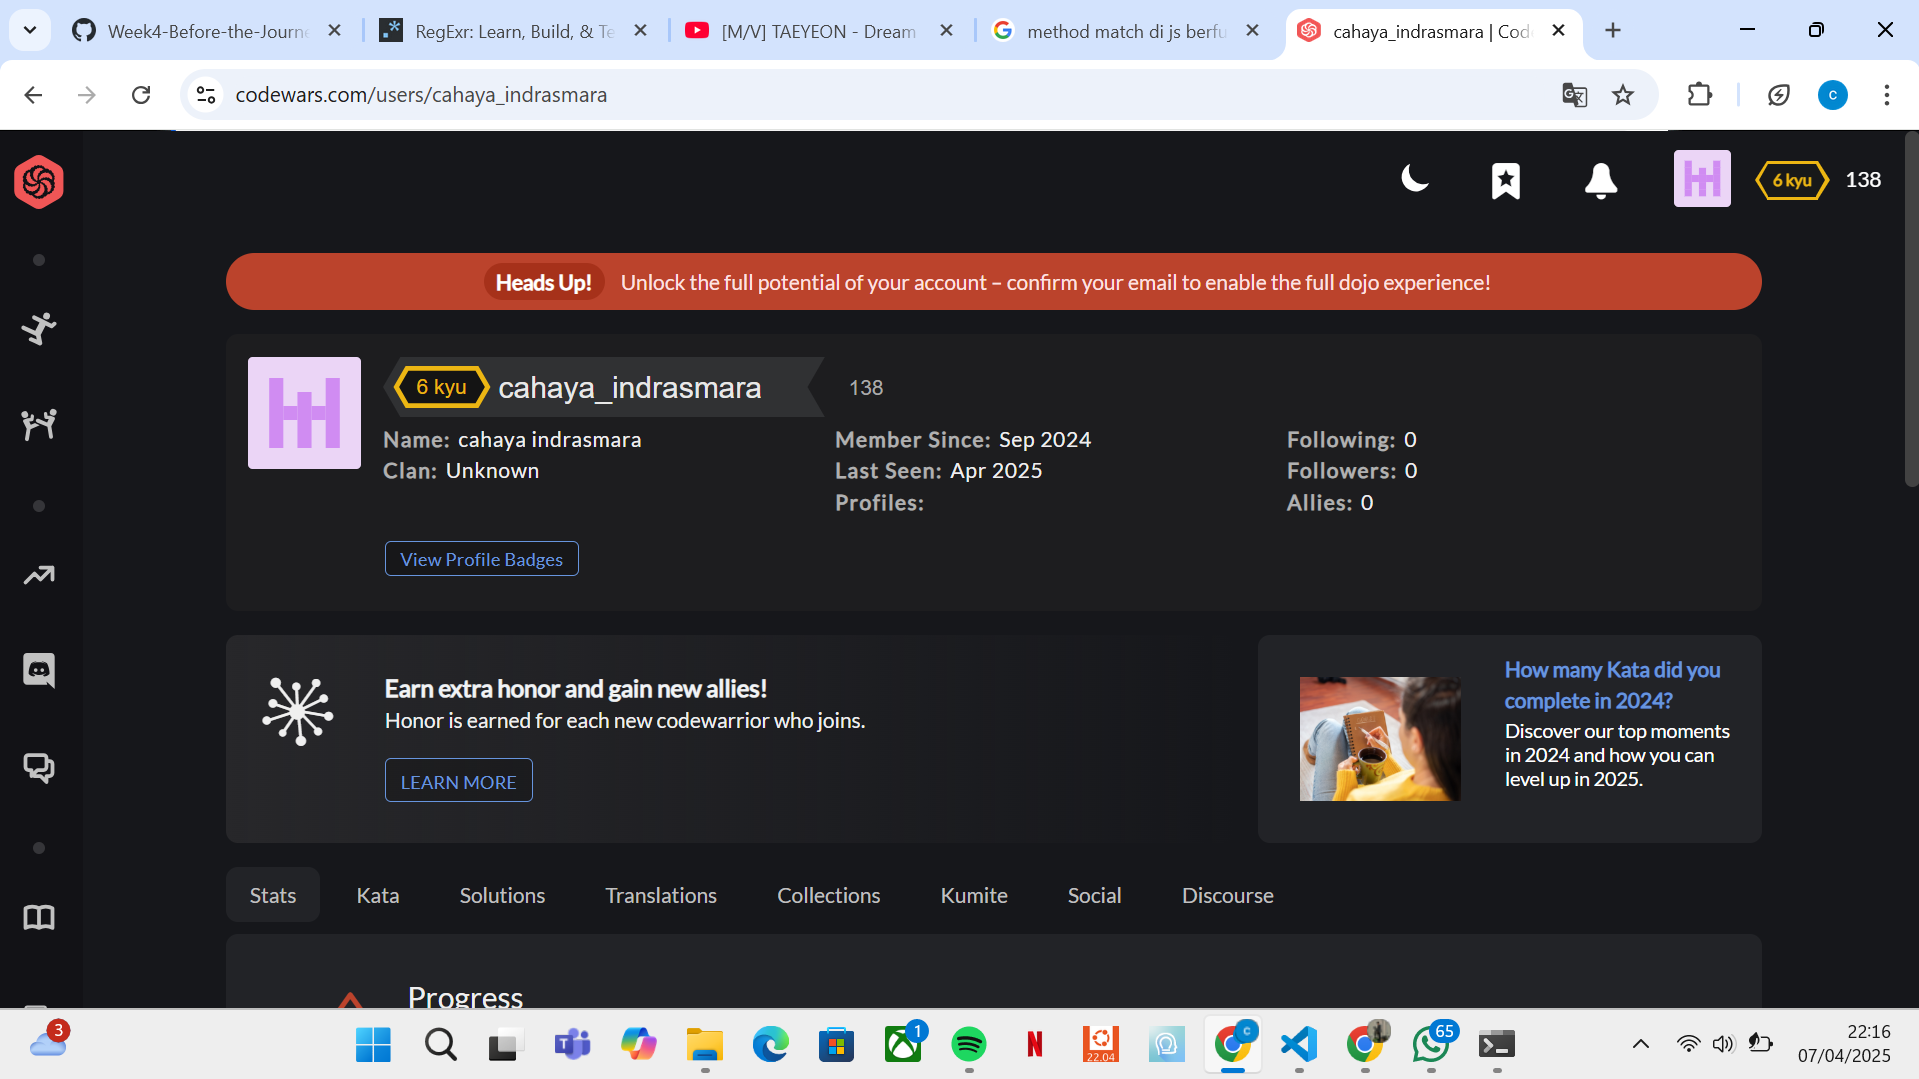 Week4-Before-the-Journe
RegExr: Learn, Build, & Te
[M/V] TAEYEON - Dream
method match di js berfu
cahaya_indrasmara | Cod
codewars.com/users/cahaya_indrasmara
c
6 kyu
138
Heads Up! Unlock the full potential of your account – confirm your email to enable the full dojo experience!
6 kyu cahaya_indrasmara 138
Name: cahaya indrasmara
Clan: Unknown
Member Since: Sep 2024
Last Seen: Apr 2025
Profiles:
Following: 0
Followers: 0
Allies: 0
View Profile Badges
Earn extra honor and gain new allies!
Honor is earned for each new codewarrior who joins.
LEARN MORE
How many Kata did you
complete in 2024?
Discover our top moments
in 2024 and how you can
level up in 2025.
Stats Kata Solutions Translations Collections Kumite Social Discourse
Progress
3
1
N
22.04
C
65
22:16
07/04/2025